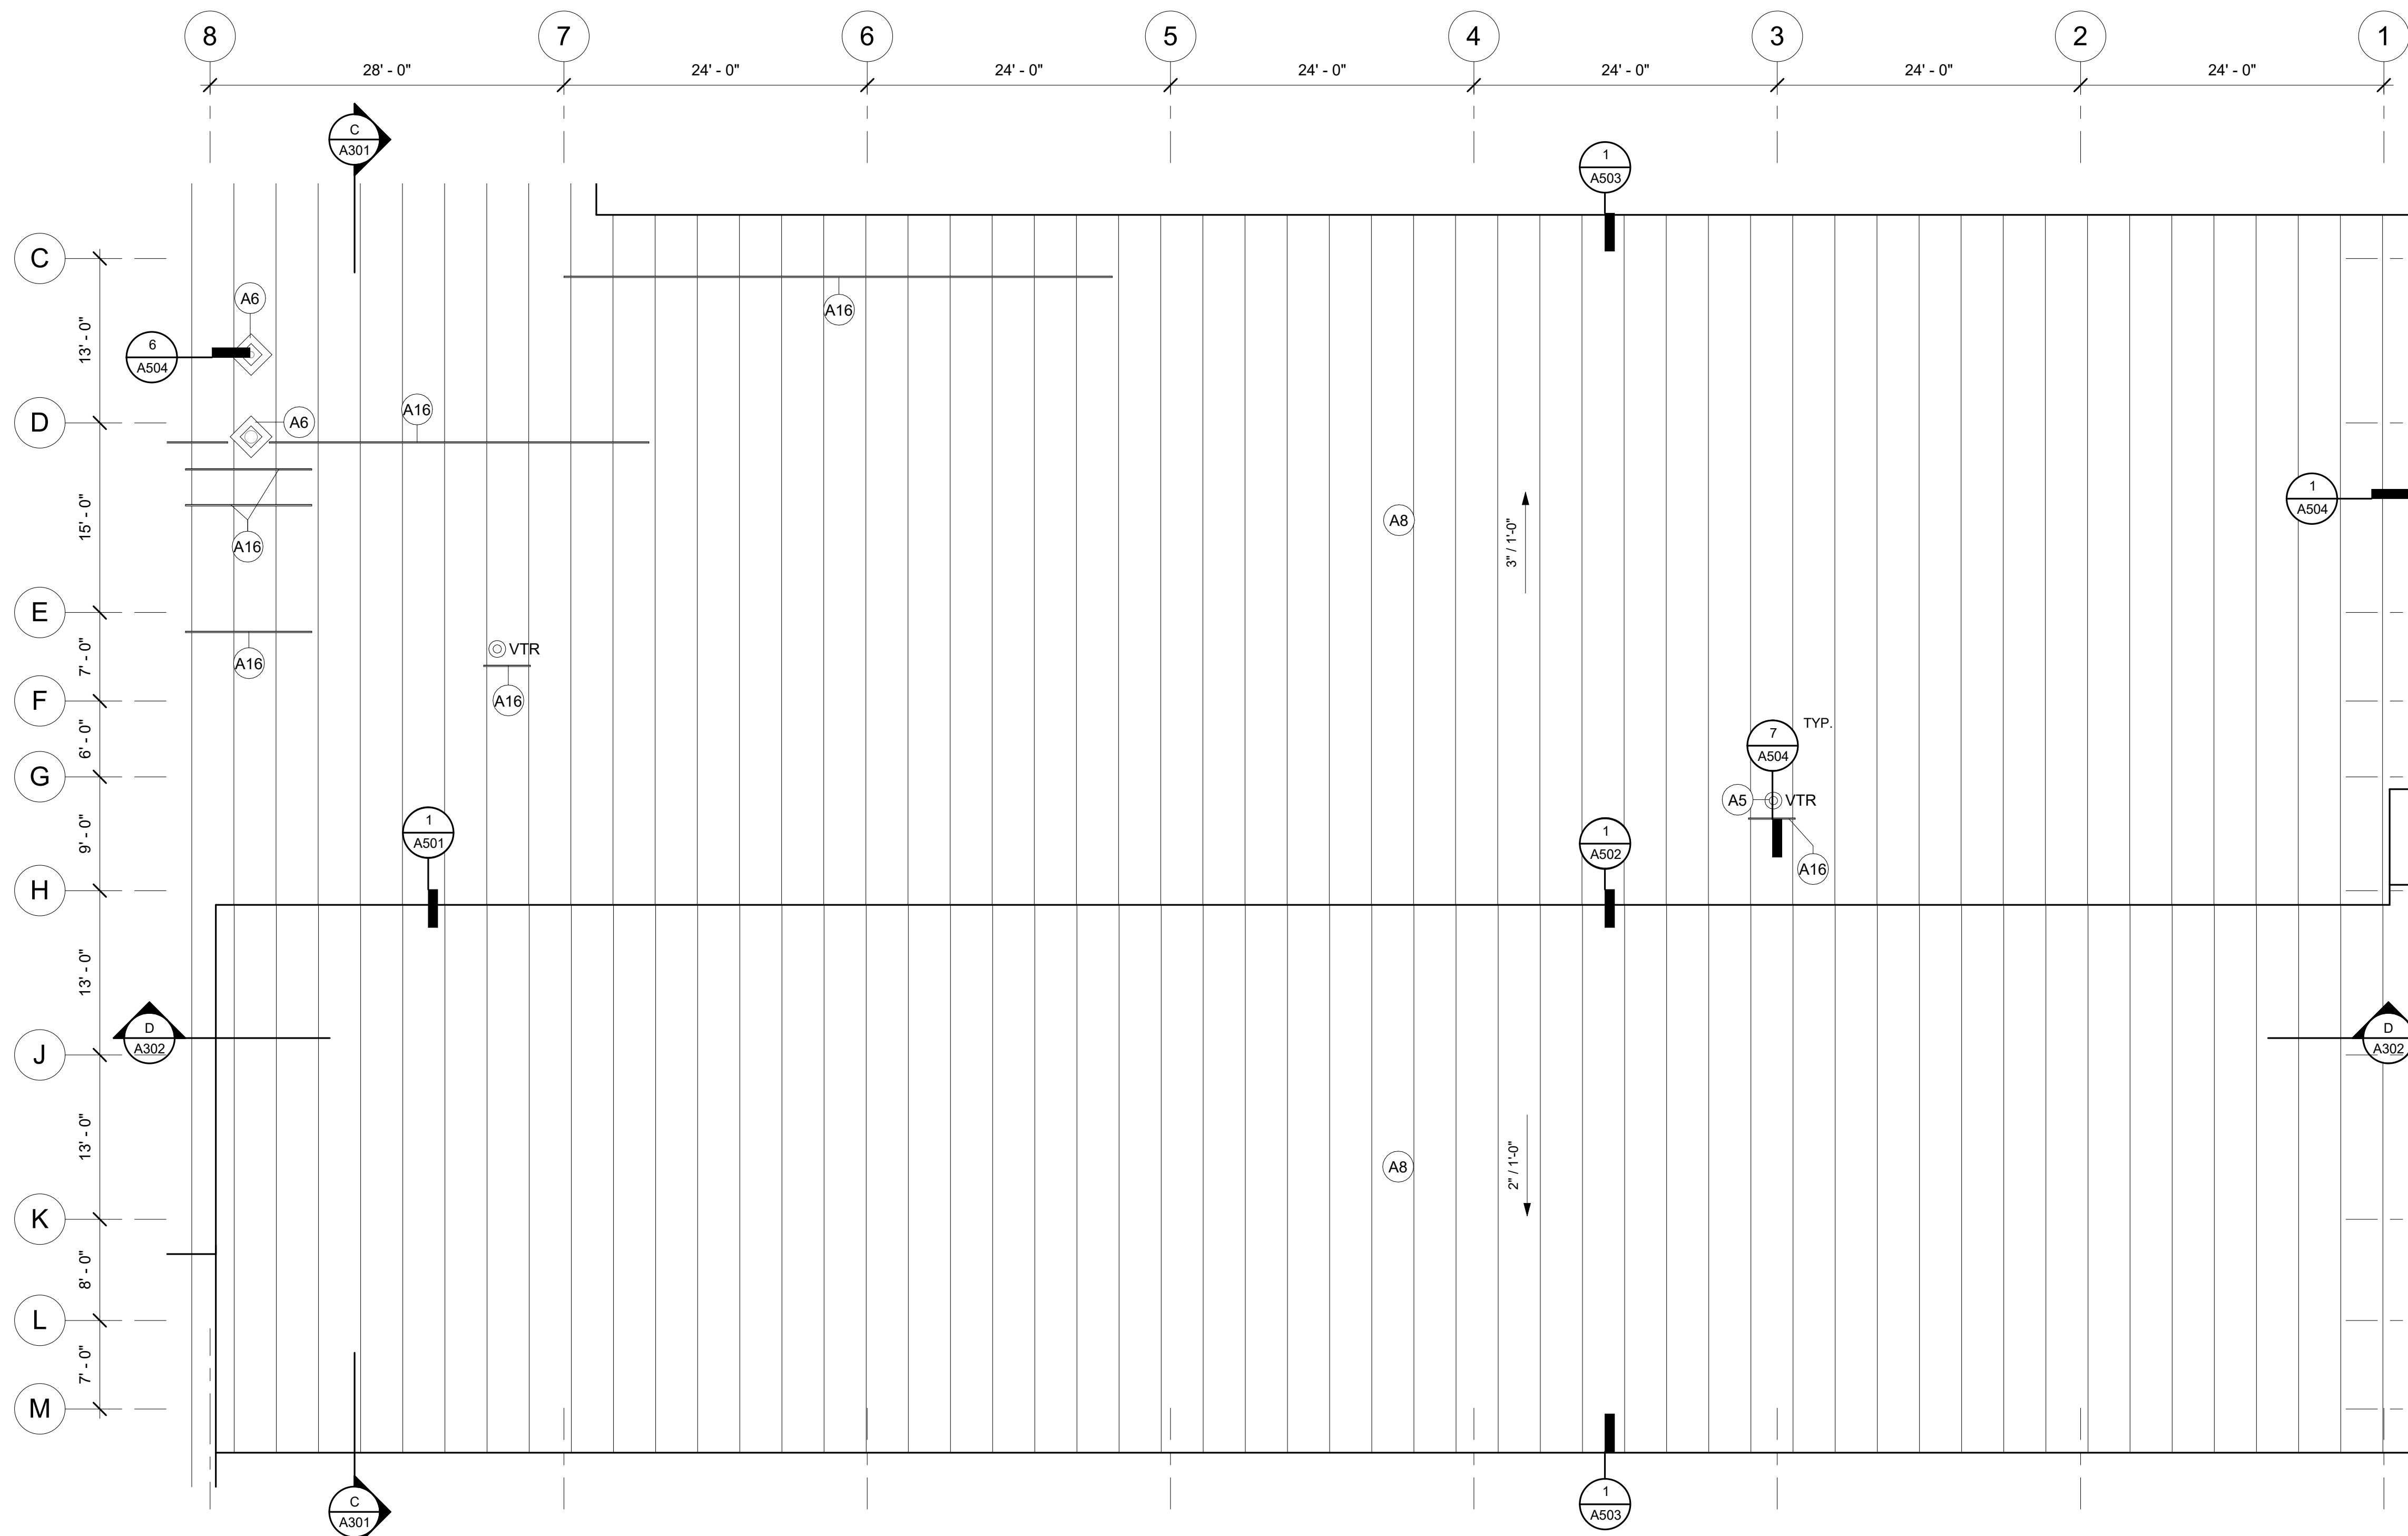 8
7
6
5
4
3
2
1
28' - 0"
24' - 0"
24' - 0"
24' - 0"
24' - 0"
24' - 0"
24' - 0"
C
A301
1
A503
C
A6
A16
13' - 0"
6
A504
D
A16
A6
1
A504
15' - 0"
A8
3" / 1'-0"
A16
E
7' - 0"
VTR
A16
F
A16
6' - 0"
TYP.
7
A504
G
A5
VTR
9' - 0"
1
A501
1
A502
A16
H
13' - 0"
D
A302
D
A302
J
13' - 0"
A8
2" / 1'-0"
K
8' - 0"
L
7' - 0"
M
C
A301
1
A503